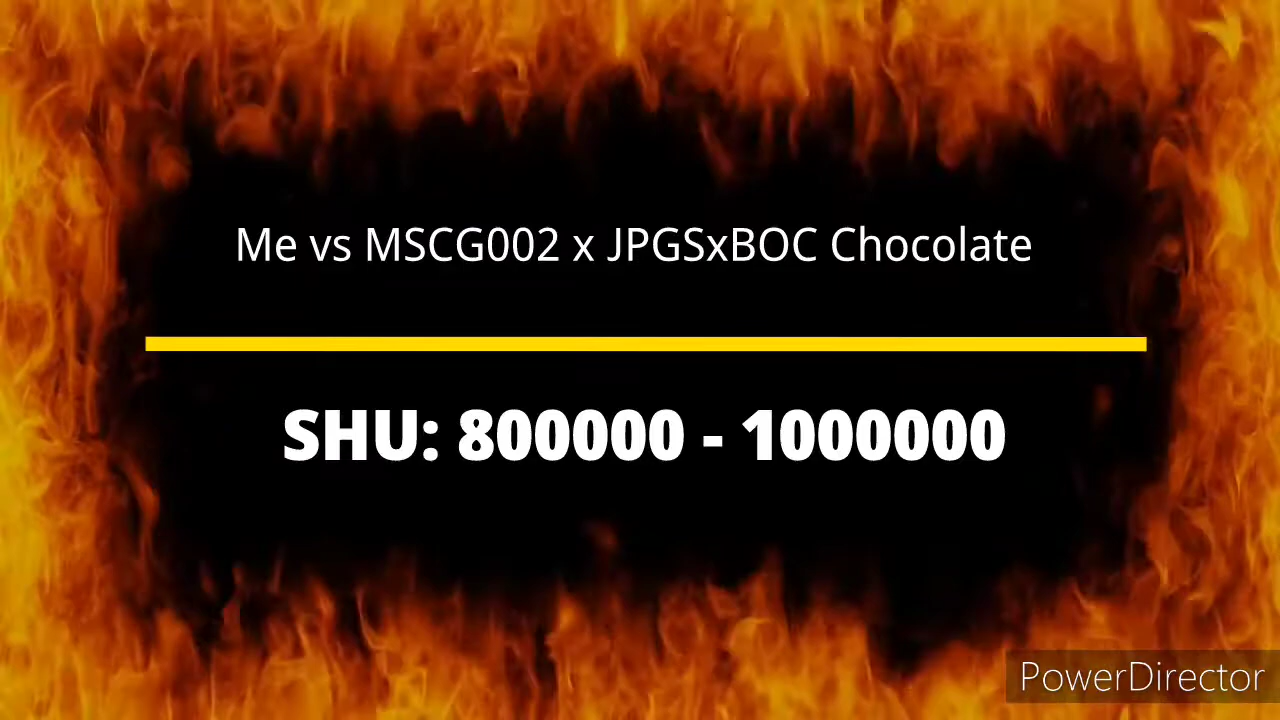 Me vs MSCG002 x JPGSxBOC Chocolate
SHU: 800000 - 1000000
PowerDirector